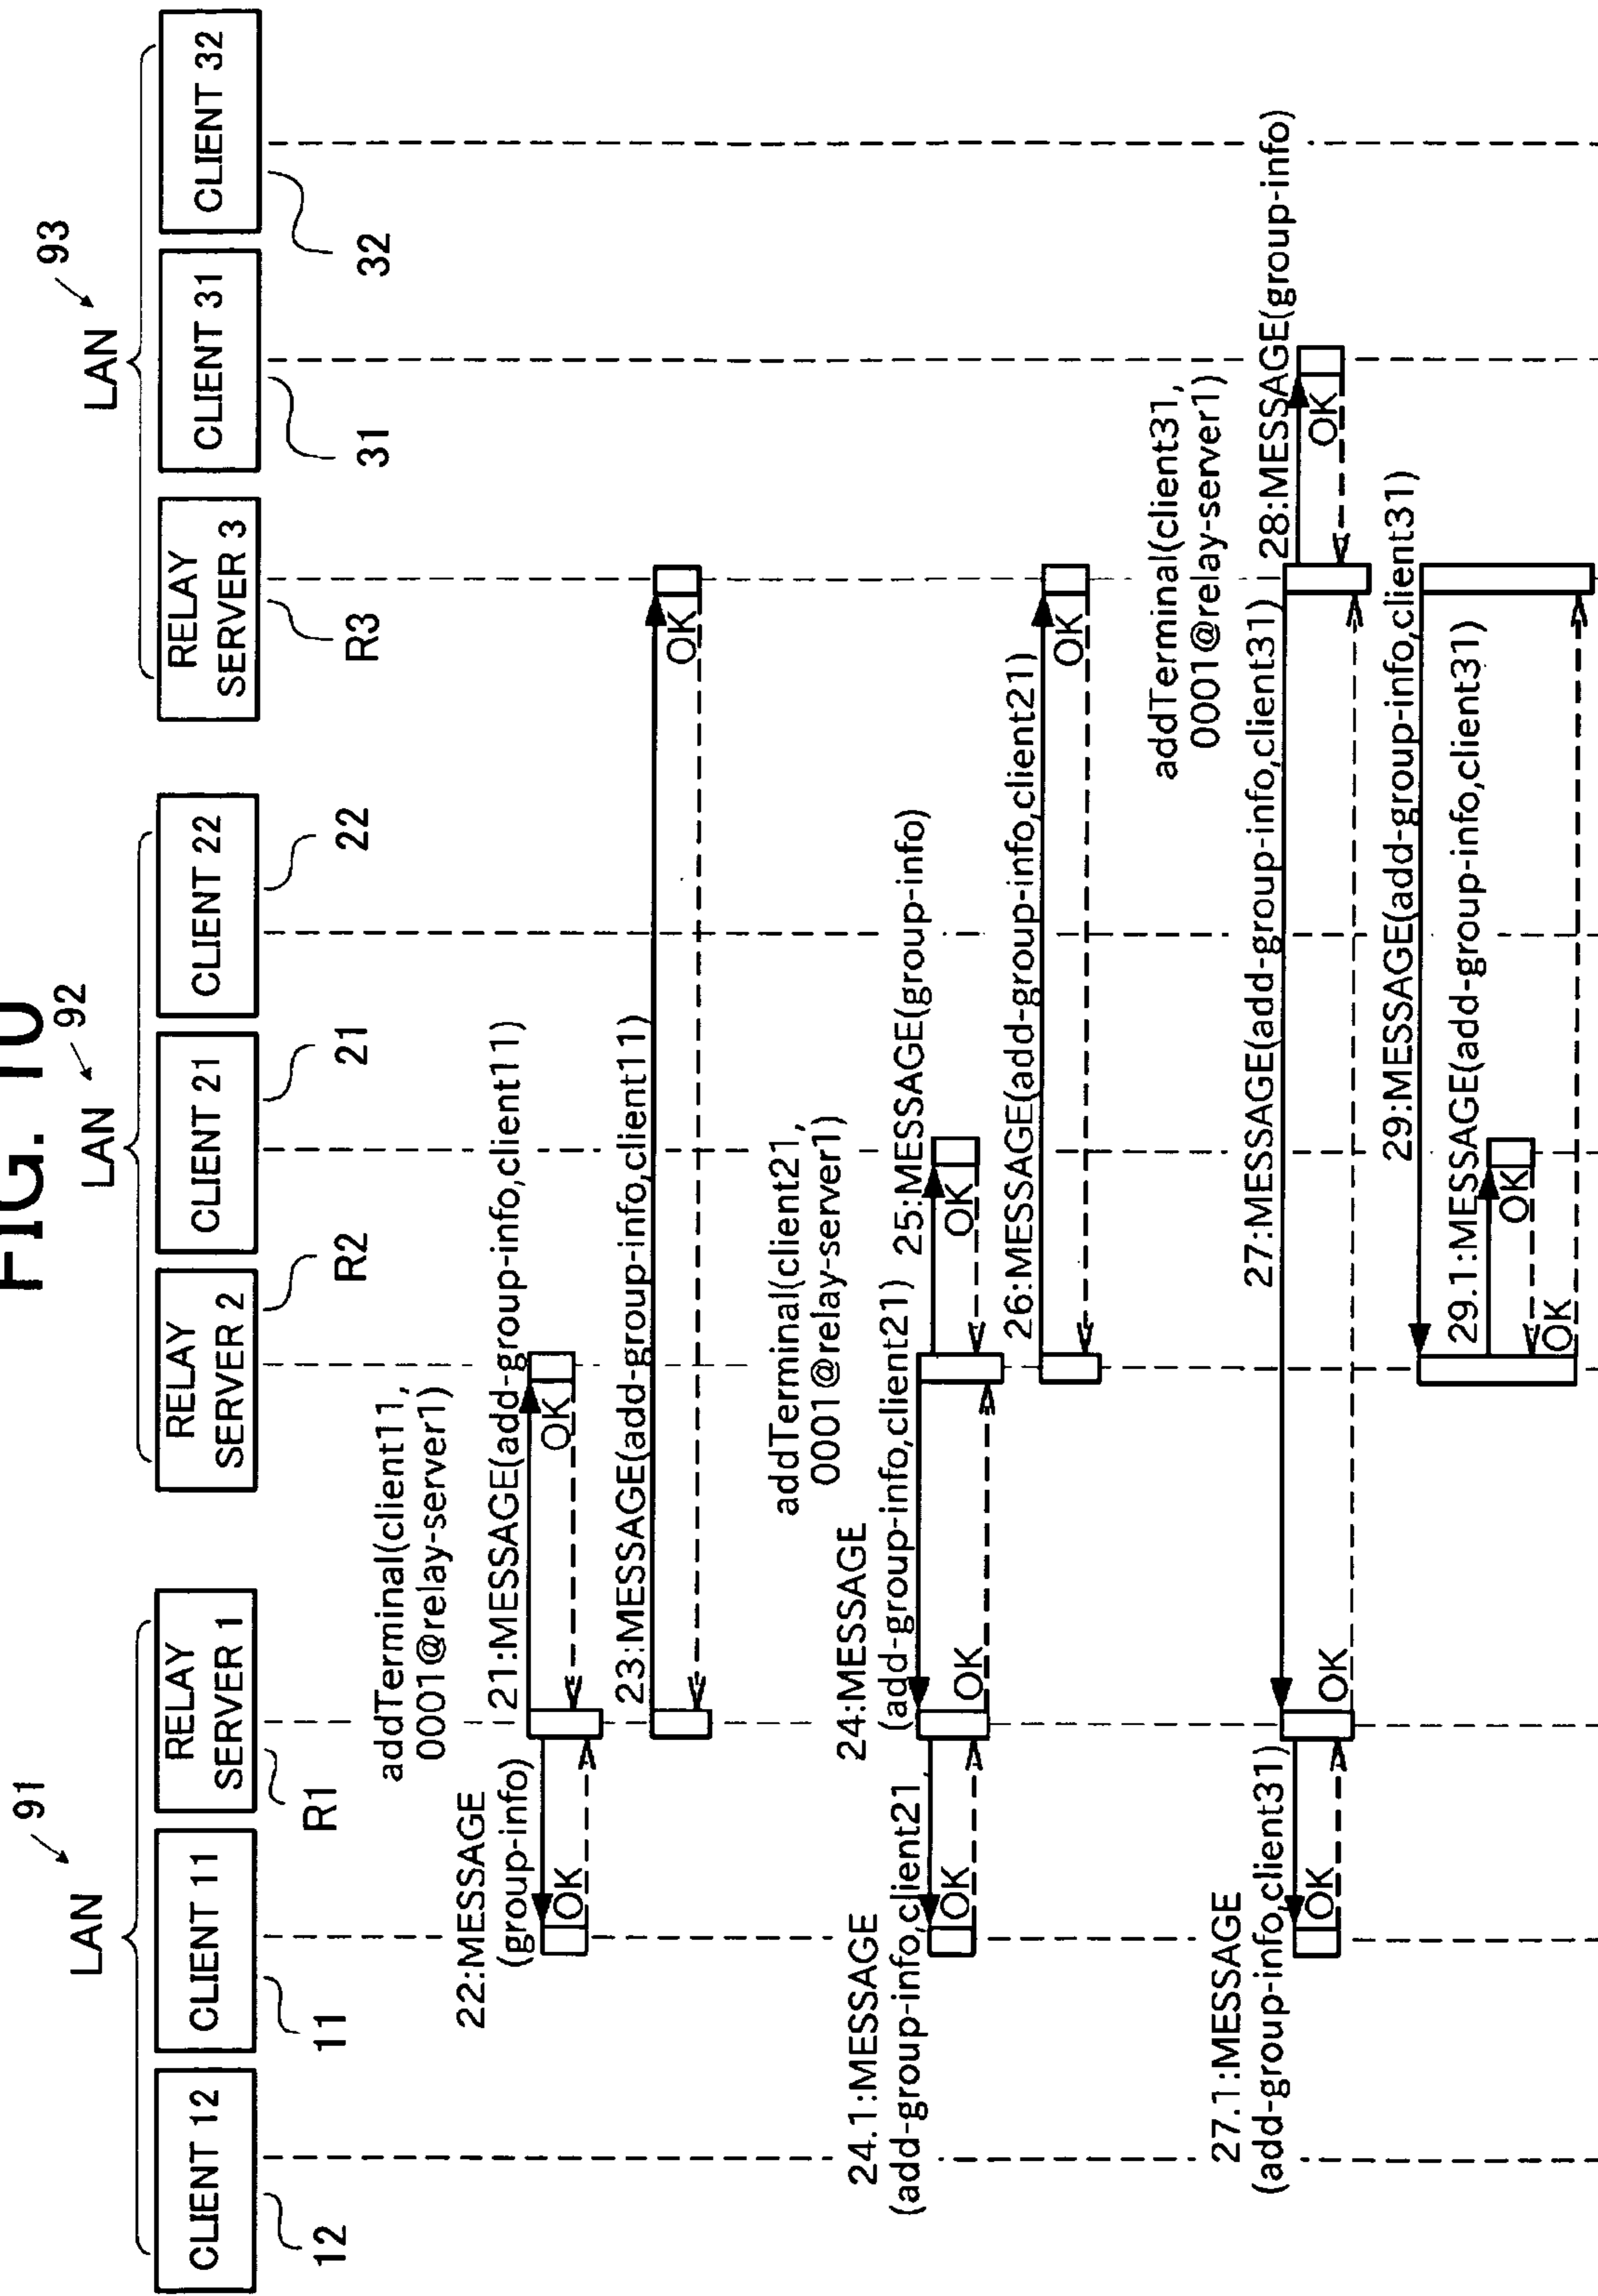 FIG. 10
LAN
91
LAN
92
LAN
93
CLIENT 12
CLIENT 11
RELAY
SERVER 1
RELAY
SERVER 2
CLIENT 21
CLIENT 22
RELAY
SERVER 3
CLIENT 31
CLIENT 32
12
11
R1
R2
21
22
R3
31
32
addTerminal(client11,
0001@relay-server1)
22:MESSAGE
(group-info)
21:MESSAGE(add-group-info,client11)
OK
OK
23:MESSAGE(add-group-info,client11)
OK
addTerminal(client21,
0001@relay-server1)
24:MESSAGE
(add-group-info,client21)
25:MESSAGE(group-info)
24.1:MESSAGE
(add-group-info,client21
OK
OK
OK
26:MESSAGE(add-group-info,client21)
OK
addTerminal(client31,
0001@relay-server1)
27:MESSAGE(add-group-info,client31)
28:MESSAGE(group-info)
27.1:MESSAGE
(add-group-info,client31)
OK
OK
OK
29:MESSAGE(add-group-info,client31)
29.1:MESSAGE(add-group-info,client31)
OK
OK